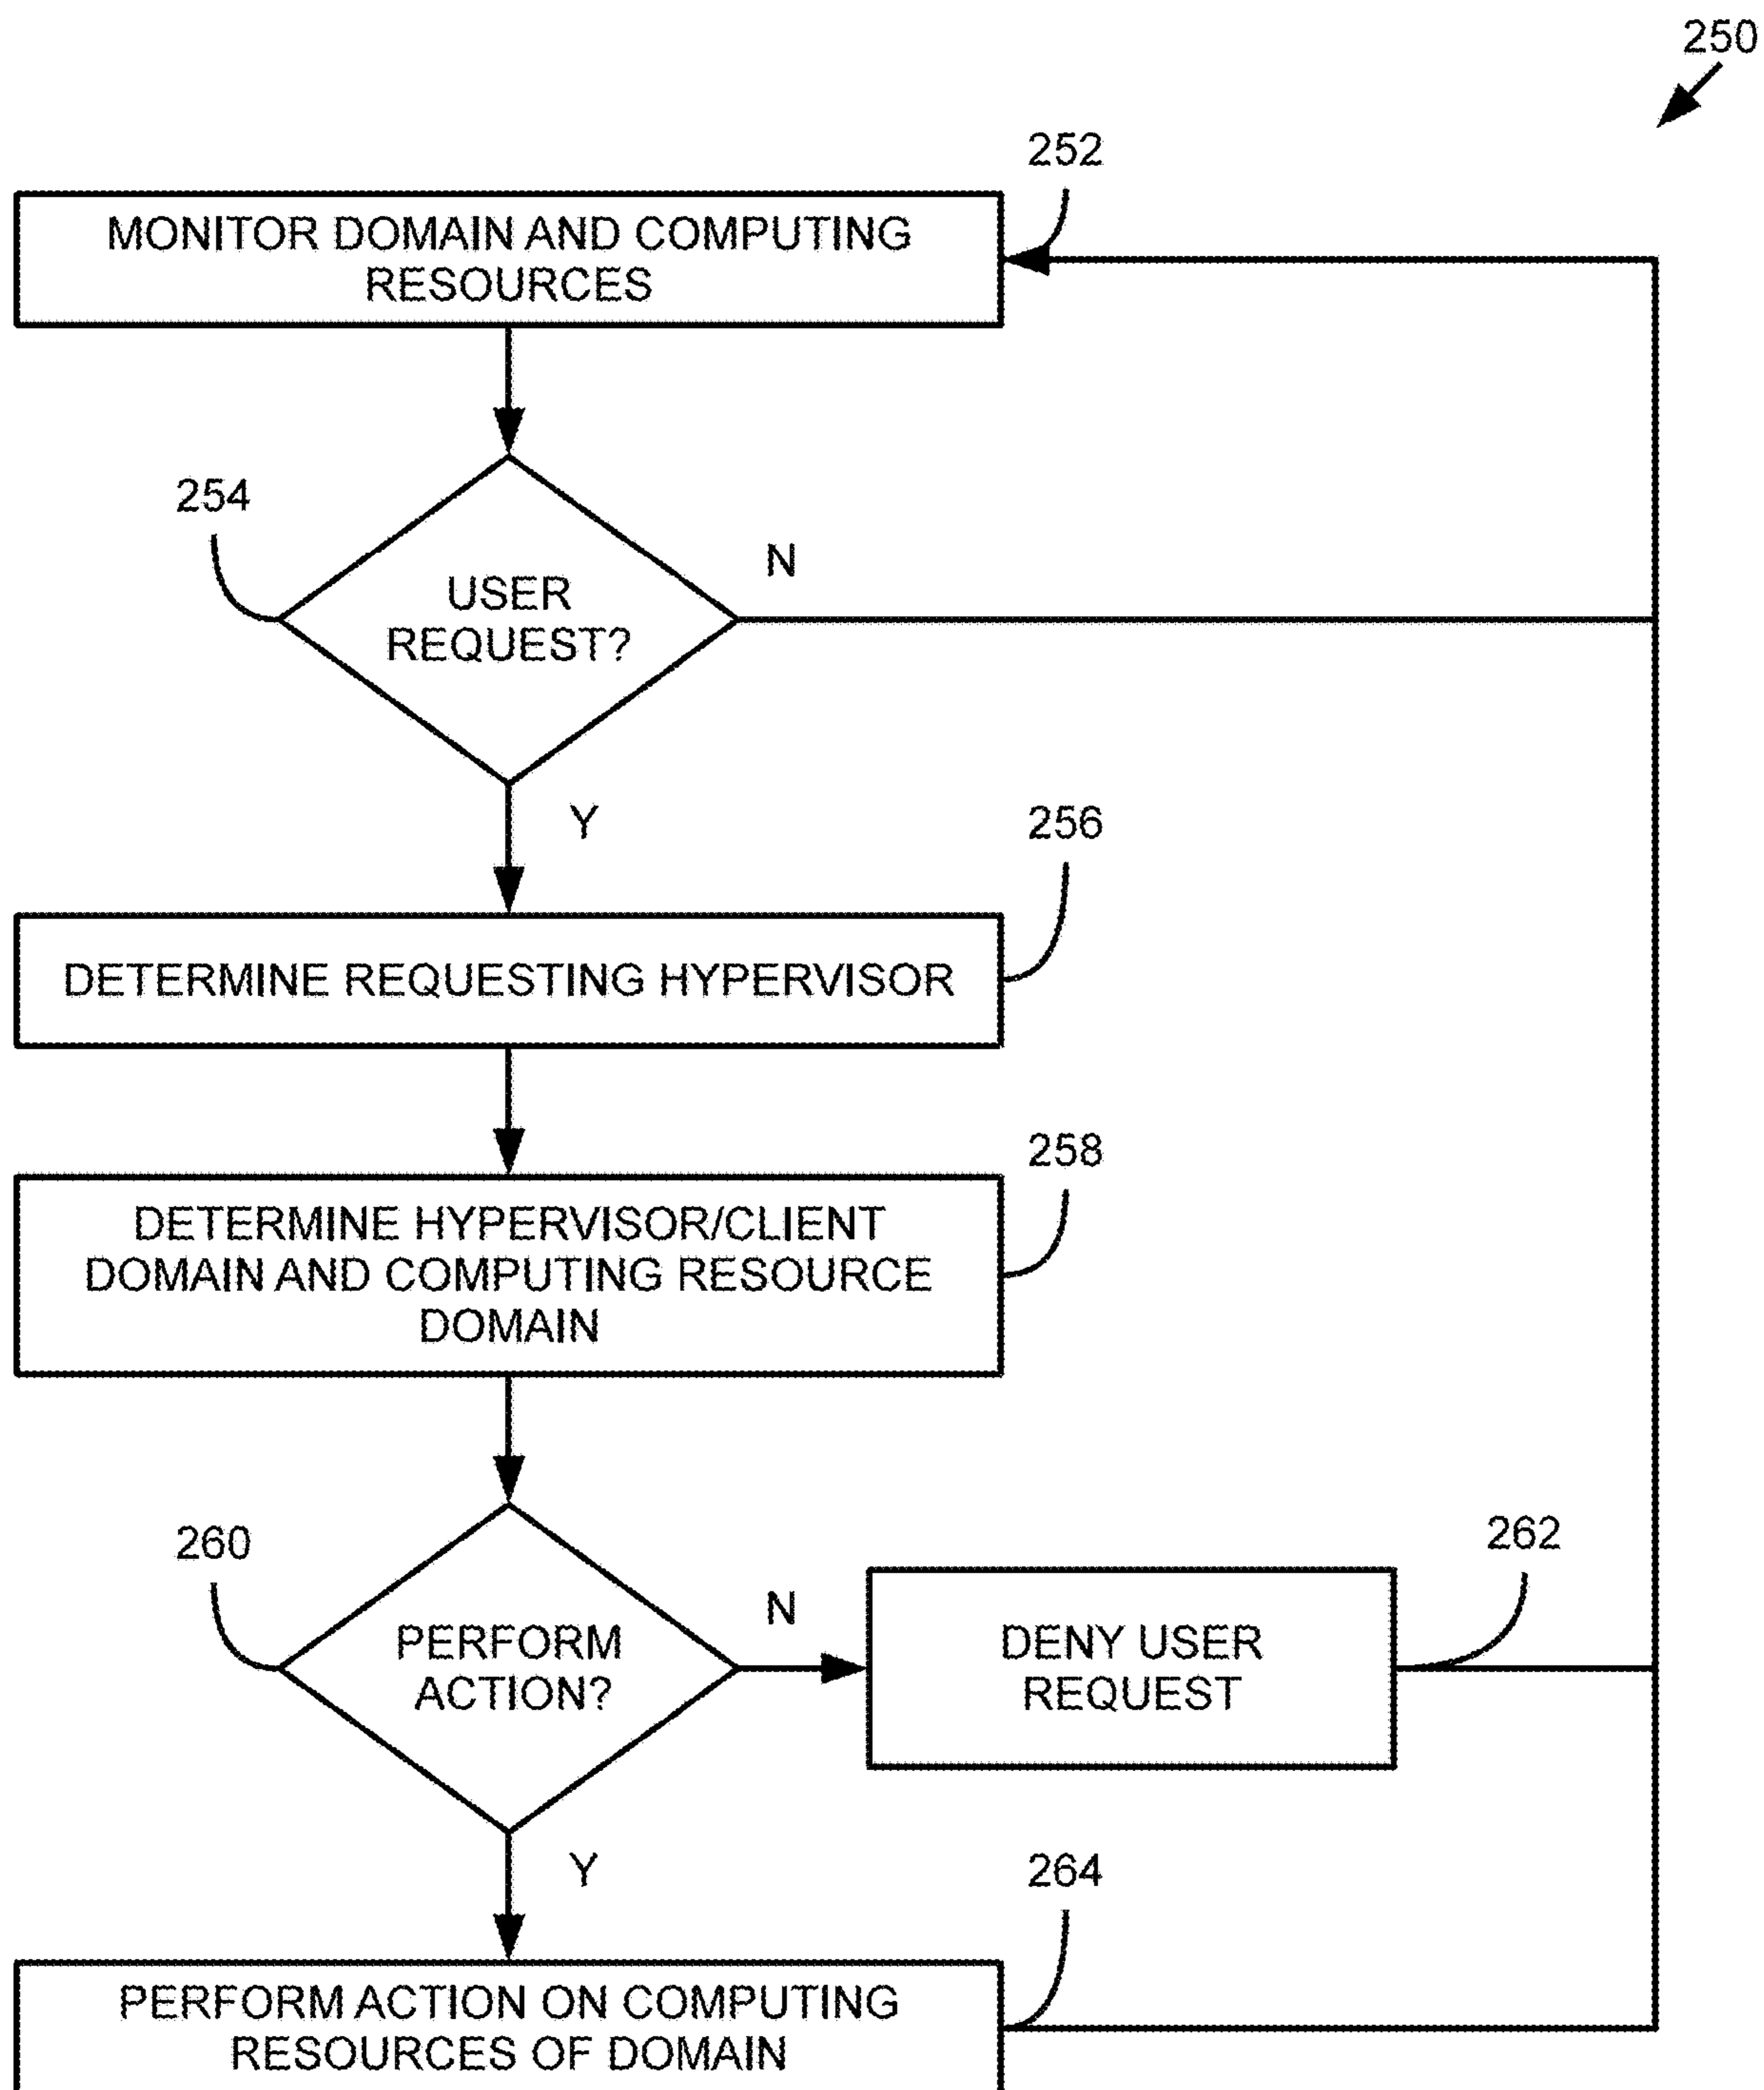 250
252
MONITOR DOMAIN AND COMPUTING
RESOURCES
254
N
USER
REQUEST?
Y
256
DETERMINE REQUESTING HYPERVISOR
258
DETERMINE HYPERVISOR/CLIENT
DOMAIN AND COMPUTING RESOURCE
DOMAIN
260
262
N
PERFORM
ACTION?
DENY USER
REQUEST
Y
264
PERFORM ACTION ON COMPUTING
RESOURCES OF DOMAIN